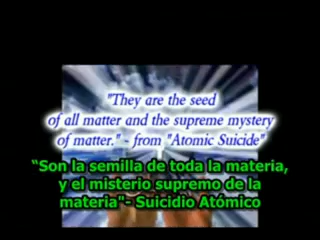 "They are the seed
of all matter and the supreme mystery
of matter." - from "Atomic Suicide"
“Son la semilla de toda la materia,
y el misterio supremo de la
materia"- Suicidio Atómico